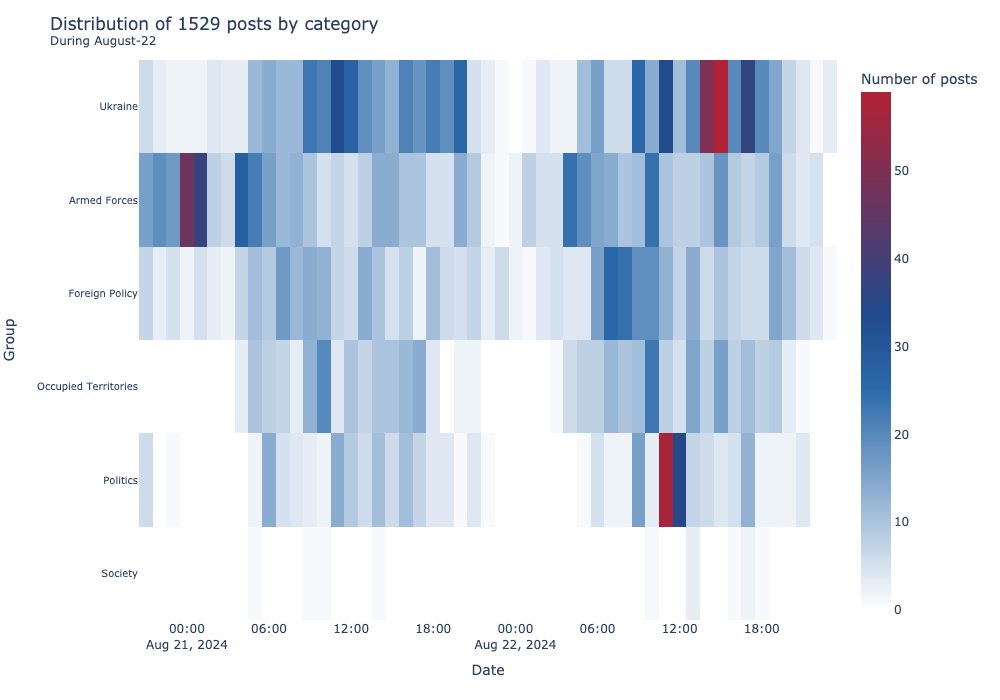 Distribution of 1529 posts by category
During August-22
Number of posts
Ukraine
Armed Forces
Foreign Policy
Occupied Territories
Politics
Society
Group
50
40
30
20
10
0
00:00
06:00
12:00
18:00
00:00
06:00
12:00
18:00
Aug 21, 2024
Aug 22, 2024
Date